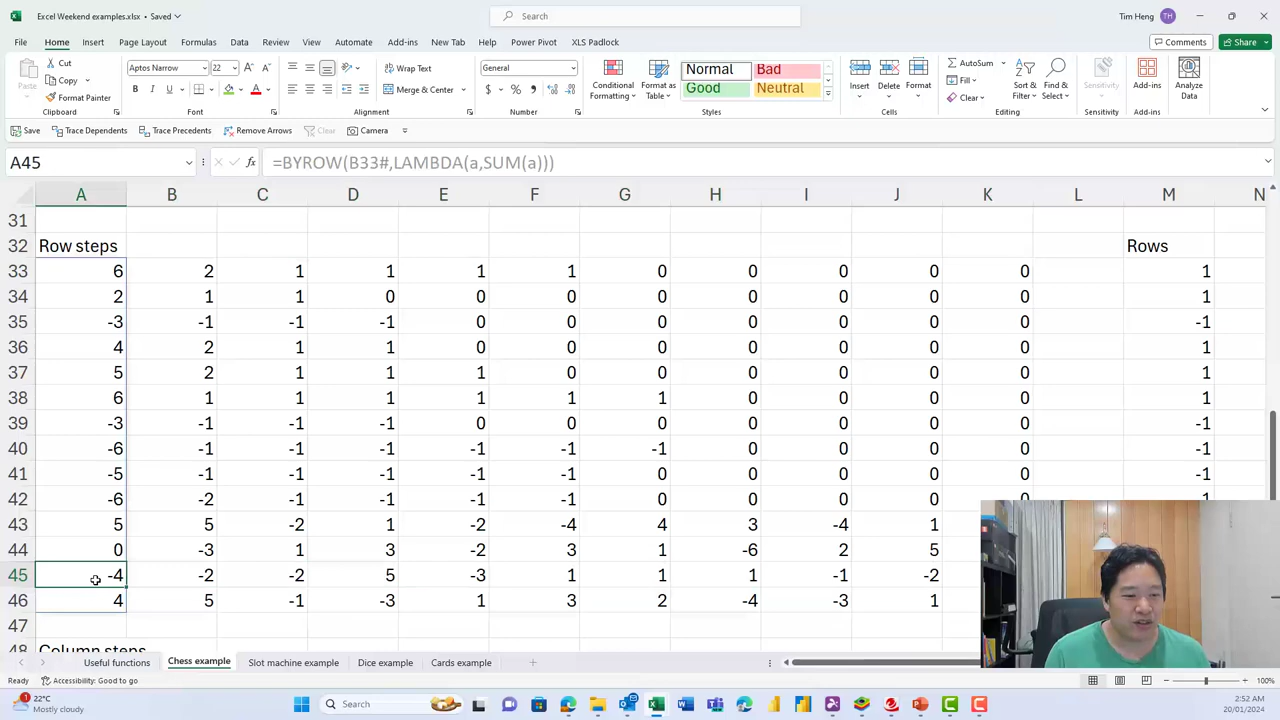 Excel Weekend examples.xlsx • Saved
Search
Tim Heng TH
File Home Insert Page Layout Formulas Data Review View Automate Add-ins New Tab Help Power Pivot XLS Padlock
Comments Share
Paste
Cut
Copy
Format Painter
Clipboard
Aptos Narrow 22
B I U
Font
Wrap Text
Merge & Center
Alignment
General
$ % ,
Number
Conditional Formatting
Format as Table
Normal Bad
Good Neutral
Styles
Insert Delete Format
Cells
AutoSum
Fill
Clear
Sort & Filter
Find & Select
Editing
Sensitivity
Sensitivity
Add-ins
Add-ins
Analyze Data
Save Trace Dependents Trace Precedents Remove Arrows Clear Camera
A45 fx =BYROW(B33#,LAMBDA(a,SUM(a)))
A B C D E F G H I J K L M N
31
32 Row steps Rows
33 6 2 1 1 1 1 0 0 0 0 0 1
34 2 1 1 0 0 0 0 0 0 0 0 1
35 -3 -1 -1 -1 0 0 0 0 0 0 0 -1
36 4 2 1 1 0 0 0 0 0 0 0 1
37 5 2 1 1 1 0 0 0 0 0 0 1
38 6 1 1 1 1 1 1 0 0 0 0 1
39 -3 -1 -1 -1 0 0 0 0 0 0 0 -1
40 -6 -1 -1 -1 -1 -1 -1 0 0 0 0 -1
41 -5 -1 -1 -1 -1 -1 0 0 0 0 0 -1
42 -6 -2 -1 -1 -1 -1 0 0 0 0 0
43 5 5 -2 1 -2 -4 4 3 -4 1
44 0 -3 1 3 -2 3 1 -6 2 5
45 -4 -2 -2 5 -3 1 1 1 -1 -2
46 4 5 -1 -3 1 3 2 -4 -3 1
47
48 Column steps
Useful functions Chess example Slot machine example Dice example Cards example
Ready Accessibility: Good to go 100%
22°C
Mostly cloudy
Search
2:52 AM
20/01/2024